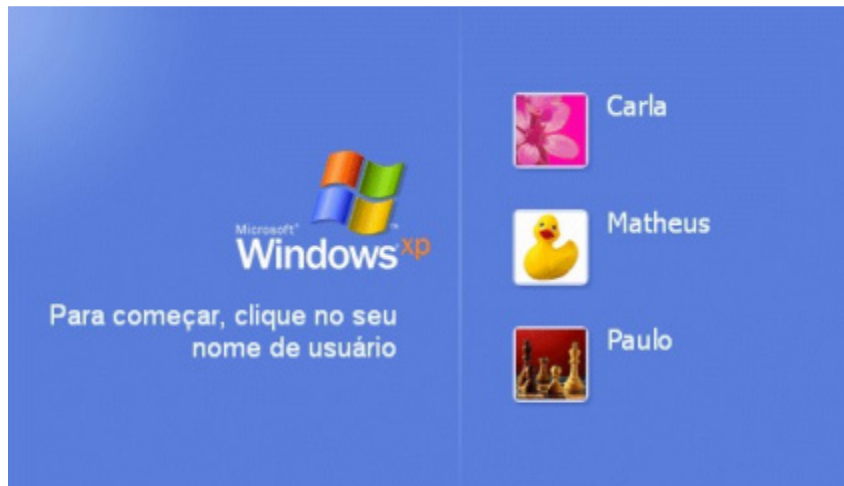 Microsoft®
Windows xp
Para começar, clique no seu
nome de usuário
Carla
Matheus
Paulo